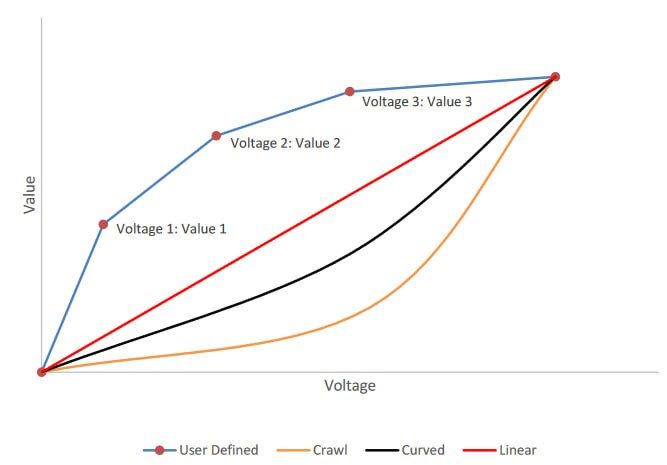 Voltage 3: Value 3
Voltage 2: Value 2
Value
Voltage 1: Value 1
Voltage
User Defined Crawl Curved Linear